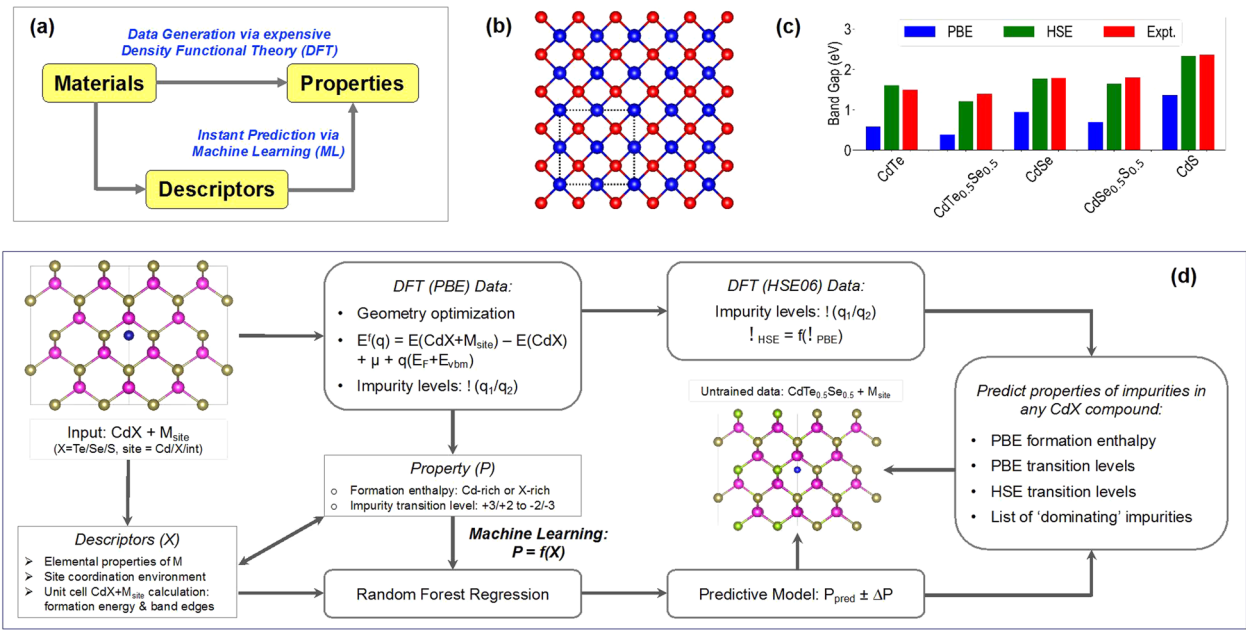 (a)
Data Generation via expensive
Density Functional Theory (DFT)
Materials
Properties
Instant Prediction via
Machine Learning (ML)
Descriptors
(b)
(c)
PBE
HSE
Expt.
Band Gap (eV)
3
2
1
0
CdTe
CdTe0.5Se0.5
CdSe
CdSe0.5S0.5
CdS
(d)
Input: CdX + Msite
(X=Te/Se/S, site = Cd/X/int)
DFT (PBE) Data:
• Geometry optimization
• Ef(q) = E(CdX+Msite) – E(CdX)
+ µ + q(EF+Evbm)
• Impurity levels: ! (q1/q2)
DFT (HSE06) Data:
Impurity levels: ! (q1/q2)
! HSE = f(! PBE)
Predict properties of impurities in
any CdX compound:
• PBE formation enthalpy
• PBE transition levels
• HSE transition levels
• List of ‘dominating’ impurities
Untrained data: CdTe0.5Se0.5 + Msite
Property (P)
o Formation enthalpy: Cd-rich or X-rich
o Impurity transition level: +3/+2 to -2/-3
Machine Learning:
P = f(X)
Descriptors (X)
➢ Elemental properties of M
➢ Site coordination environment
➢ Unit cell CdX+Msite calculation:
formation energy & band edges
Random Forest Regression
Predictive Model: Ppred ± ΔP